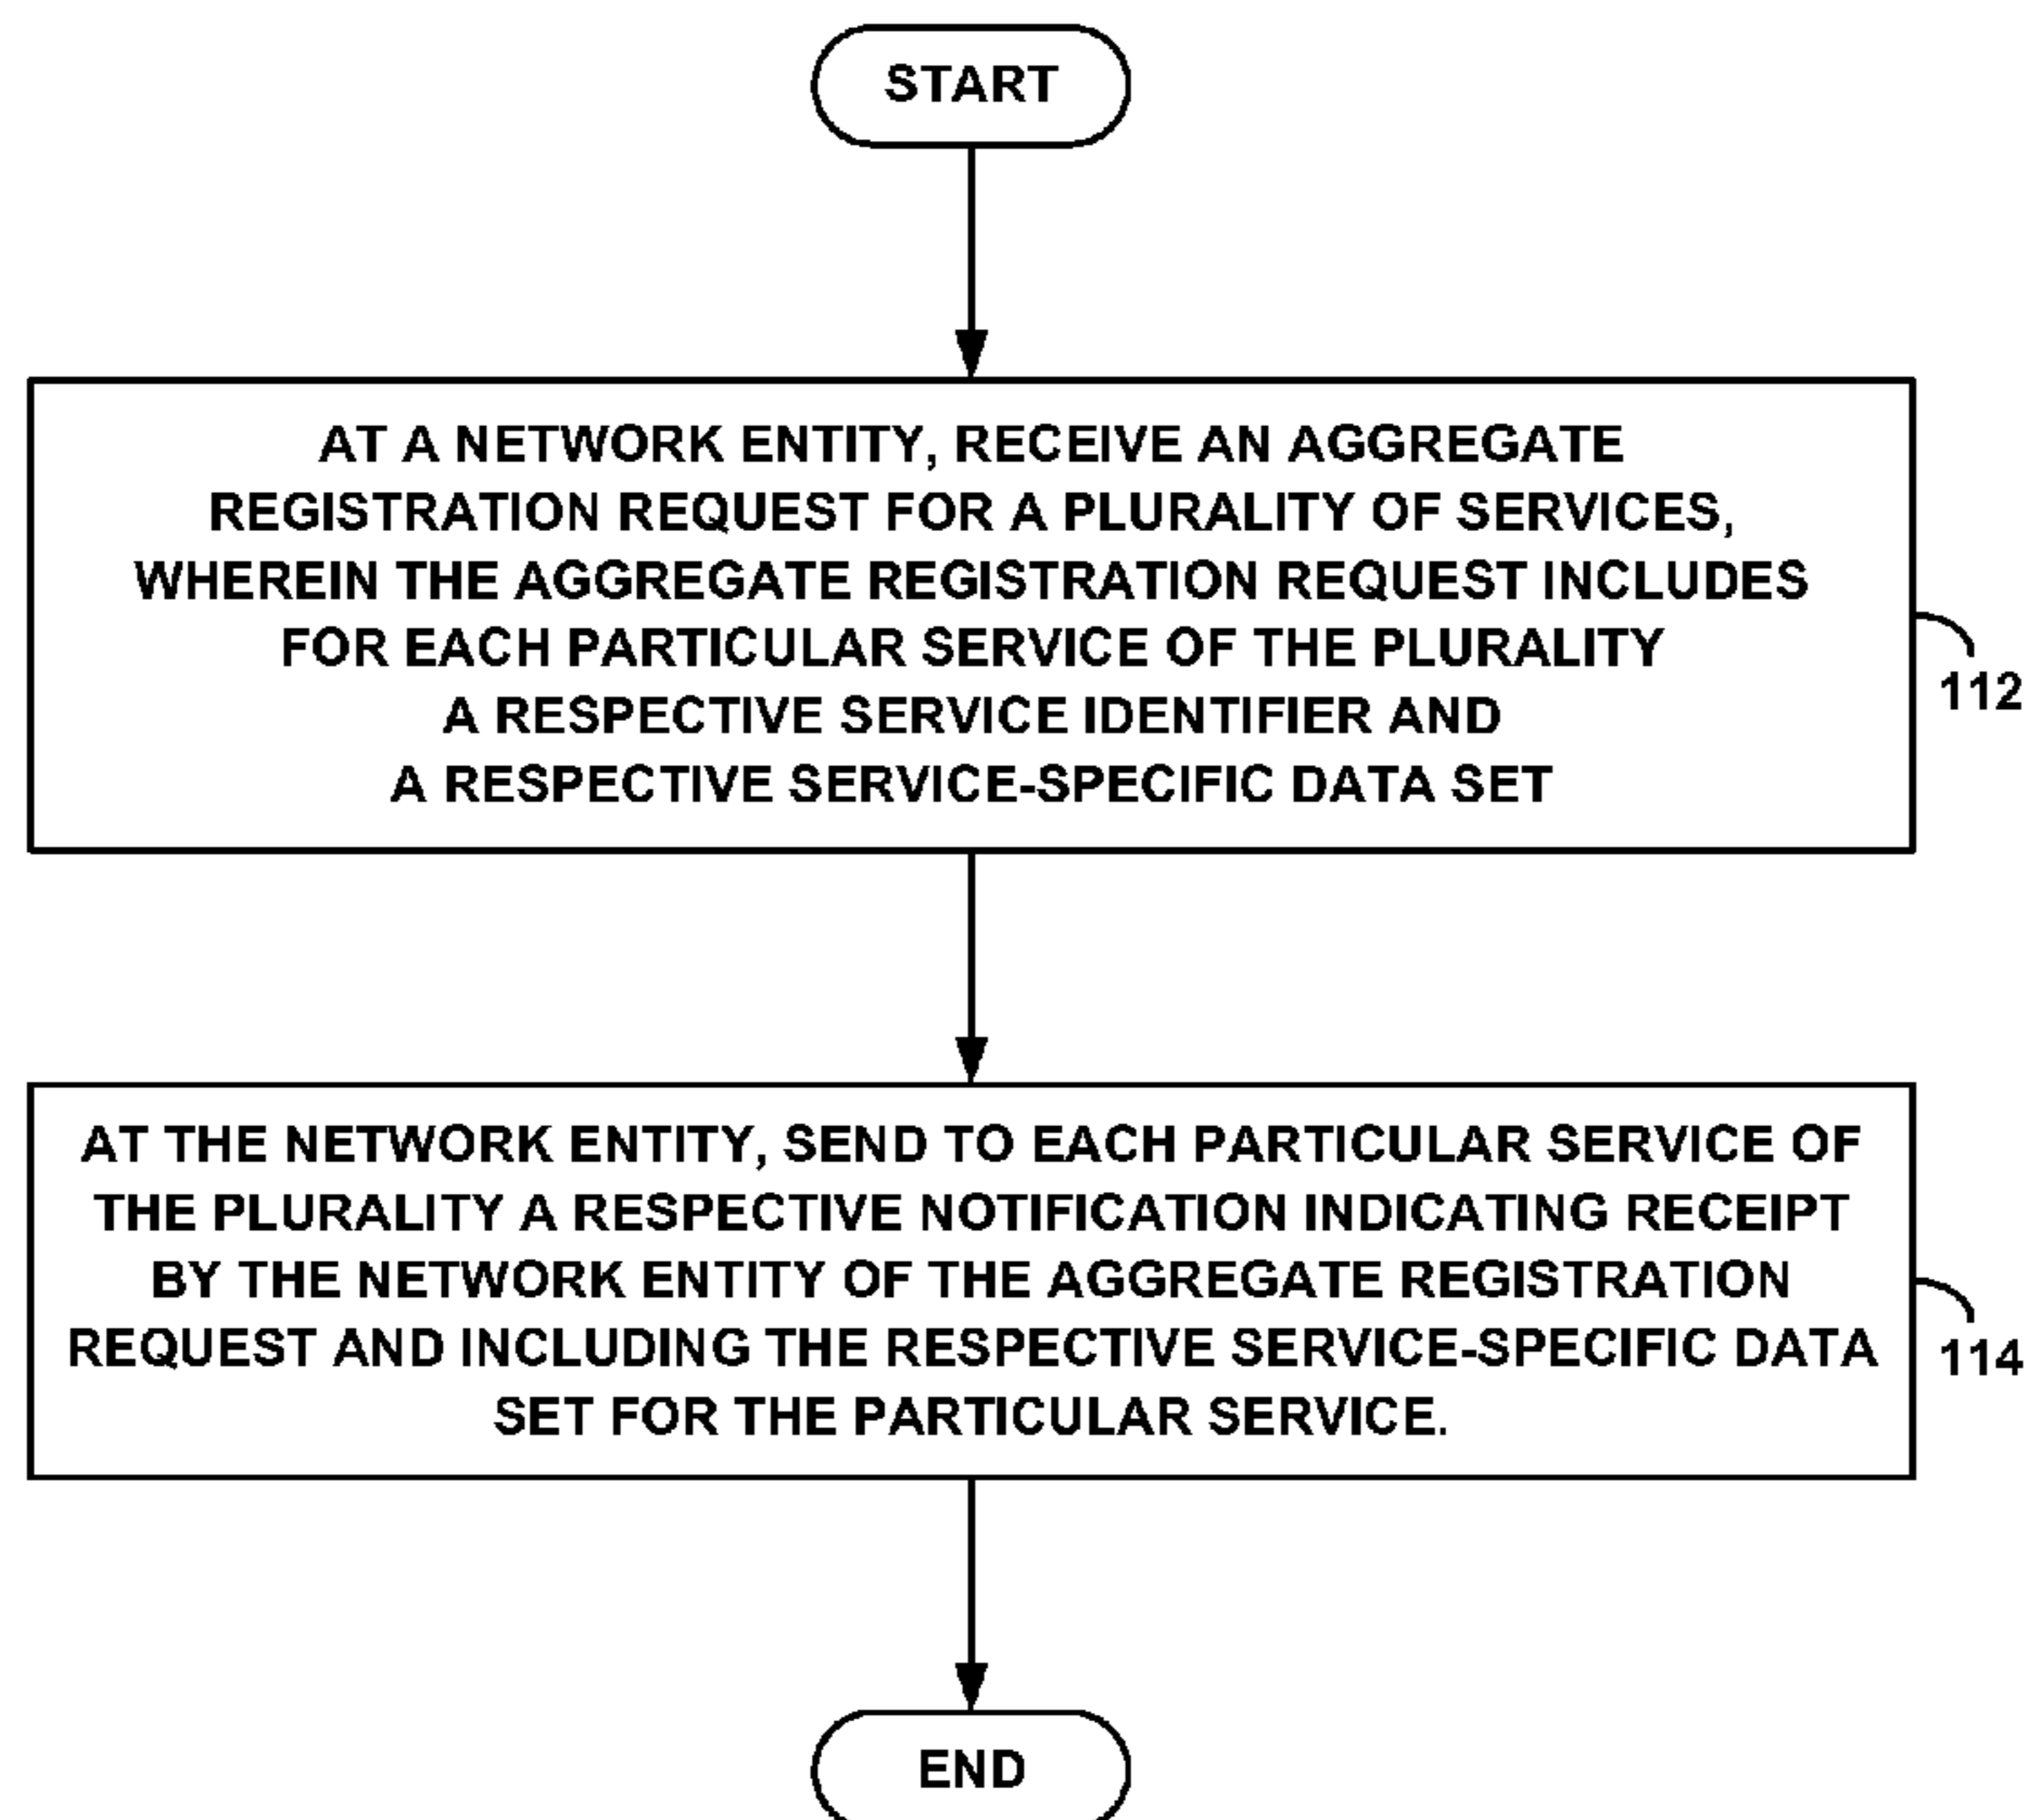 START
AT A NETWORK ENTITY, RECEIVE AN AGGREGATE
REGISTRATION REQUEST FOR A PLURALITY OF SERVICES,
WHEREIN THE AGGREGATE REGISTRATION REQUEST INCLUDES
FOR EACH PARTICULAR SERVICE OF THE PLURALITY
A RESPECTIVE SERVICE IDENTIFIER AND
A RESPECTIVE SERVICE-SPECIFIC DATA SET
112
AT THE NETWORK ENTITY, SEND TO EACH PARTICULAR SERVICE OF
THE PLURALITY A RESPECTIVE NOTIFICATION INDICATING RECEIPT
BY THE NETWORK ENTITY OF THE AGGREGATE REGISTRATION
REQUEST AND INCLUDING THE RESPECTIVE SERVICE-SPECIFIC DATA
SET FOR THE PARTICULAR SERVICE.
114
END